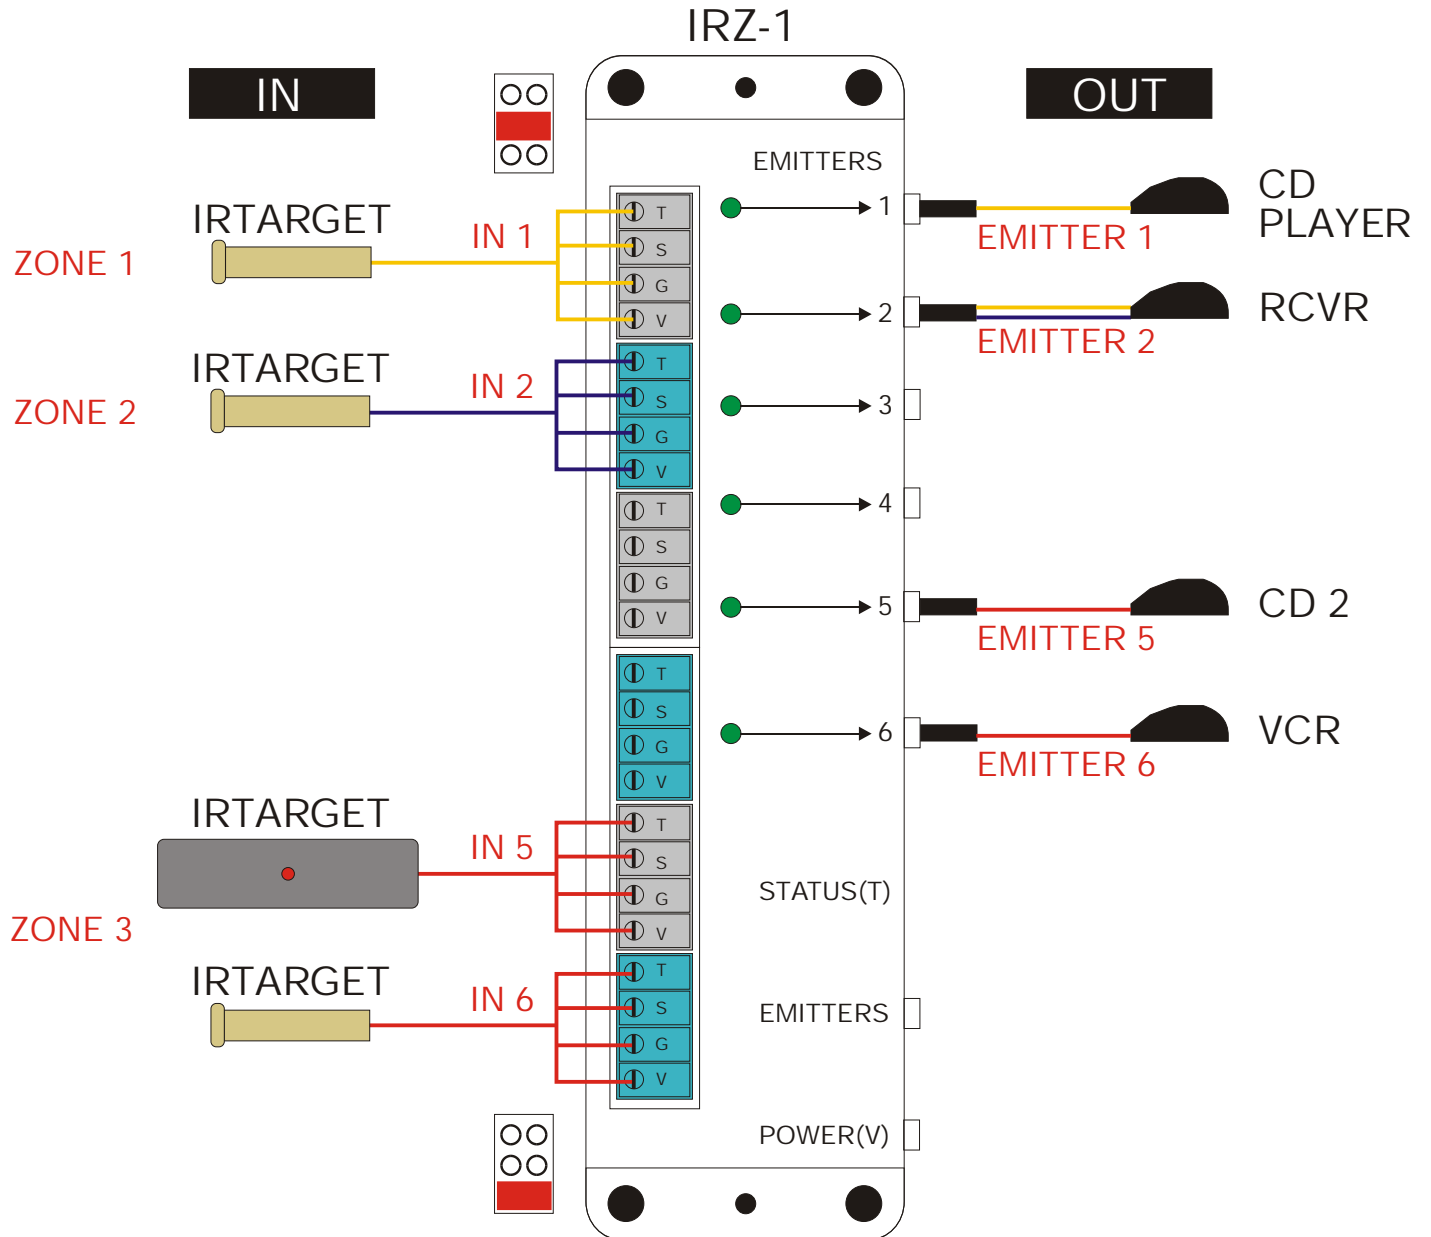 IRZ-1
IN
OUT
EMITTERS
IRTARGET
IN 1
ZONE 1
T
S
G
V
1
EMITTER 1
CD
PLAYER
IRTARGET
IN 2
ZONE 2
T
S
G
V
2
EMITTER 2
RCVR
3
T
S
G
V
4
5
EMITTER 5
CD 2
T
S
G
V
6
EMITTER 6
VCR
IRTARGET
IN 5
ZONE 3
T
S
G
V
STATUS(T)
IRTARGET
IN 6
T
S
G
V
EMITTERS
POWER(V)